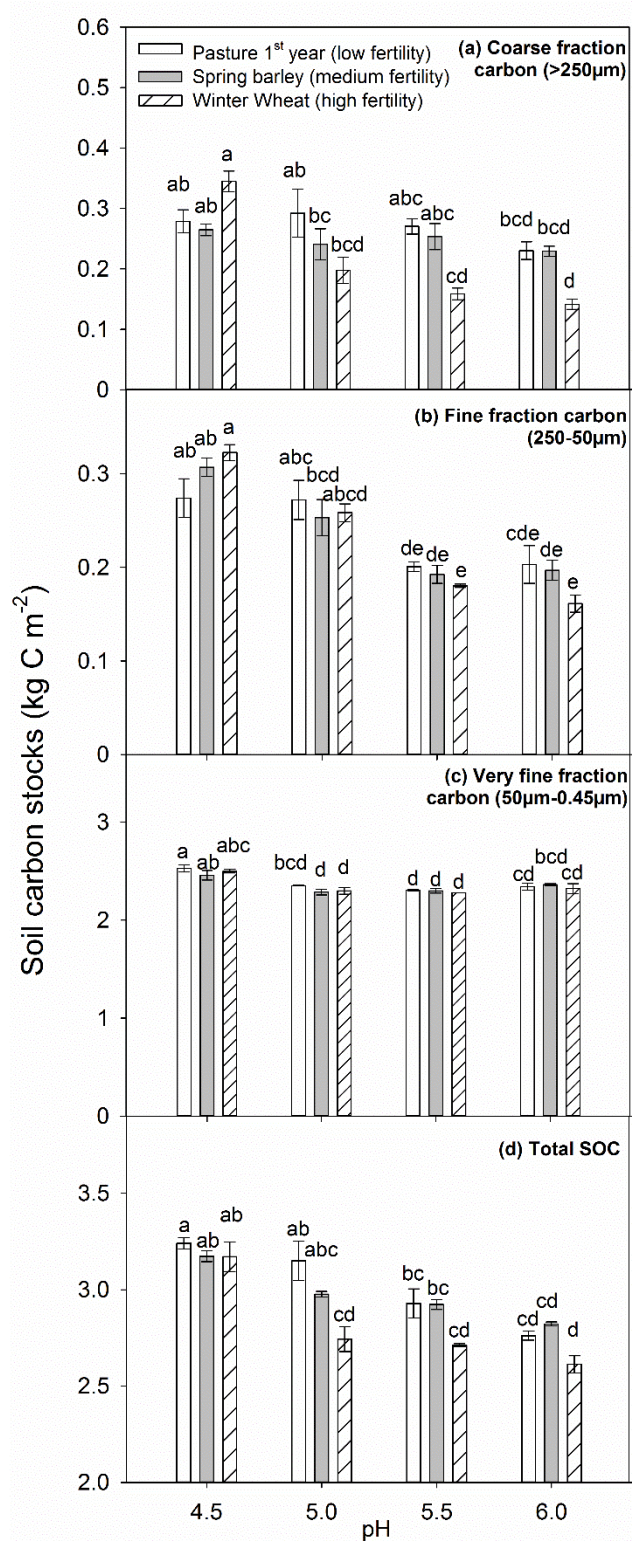 0.6
Pasture 1st year (low fertility)
(a) Coarse fraction
Spring barley (medium fertility)
carbon (>250µm)
0.5
Winter Wheat (high fertility)
0.4
a
ab
ab ab
abc abc
bc
bcd bcd
0.3
bcd
cd
0.2
d
0.1
0
(b) Fine fraction carbon
(250-50µm)
ab ab a
abc
bcd abcd
0.3
cde
de de
de
e
e
0.2
0.1
0
(c) Very fine fraction
carbon (50µm-0.45µm)
3
a ab abc
bcd d d
d d d
cd bcd cd
2
1
0
(d) Total SOC
3.5
a ab ab
ab abc
bc bc
cd
cd
cd cd
d
3.0
2.5
2.0
4.5 5.0 5.5 6.0
pH
Soil carbon stocks (kg C m-2)